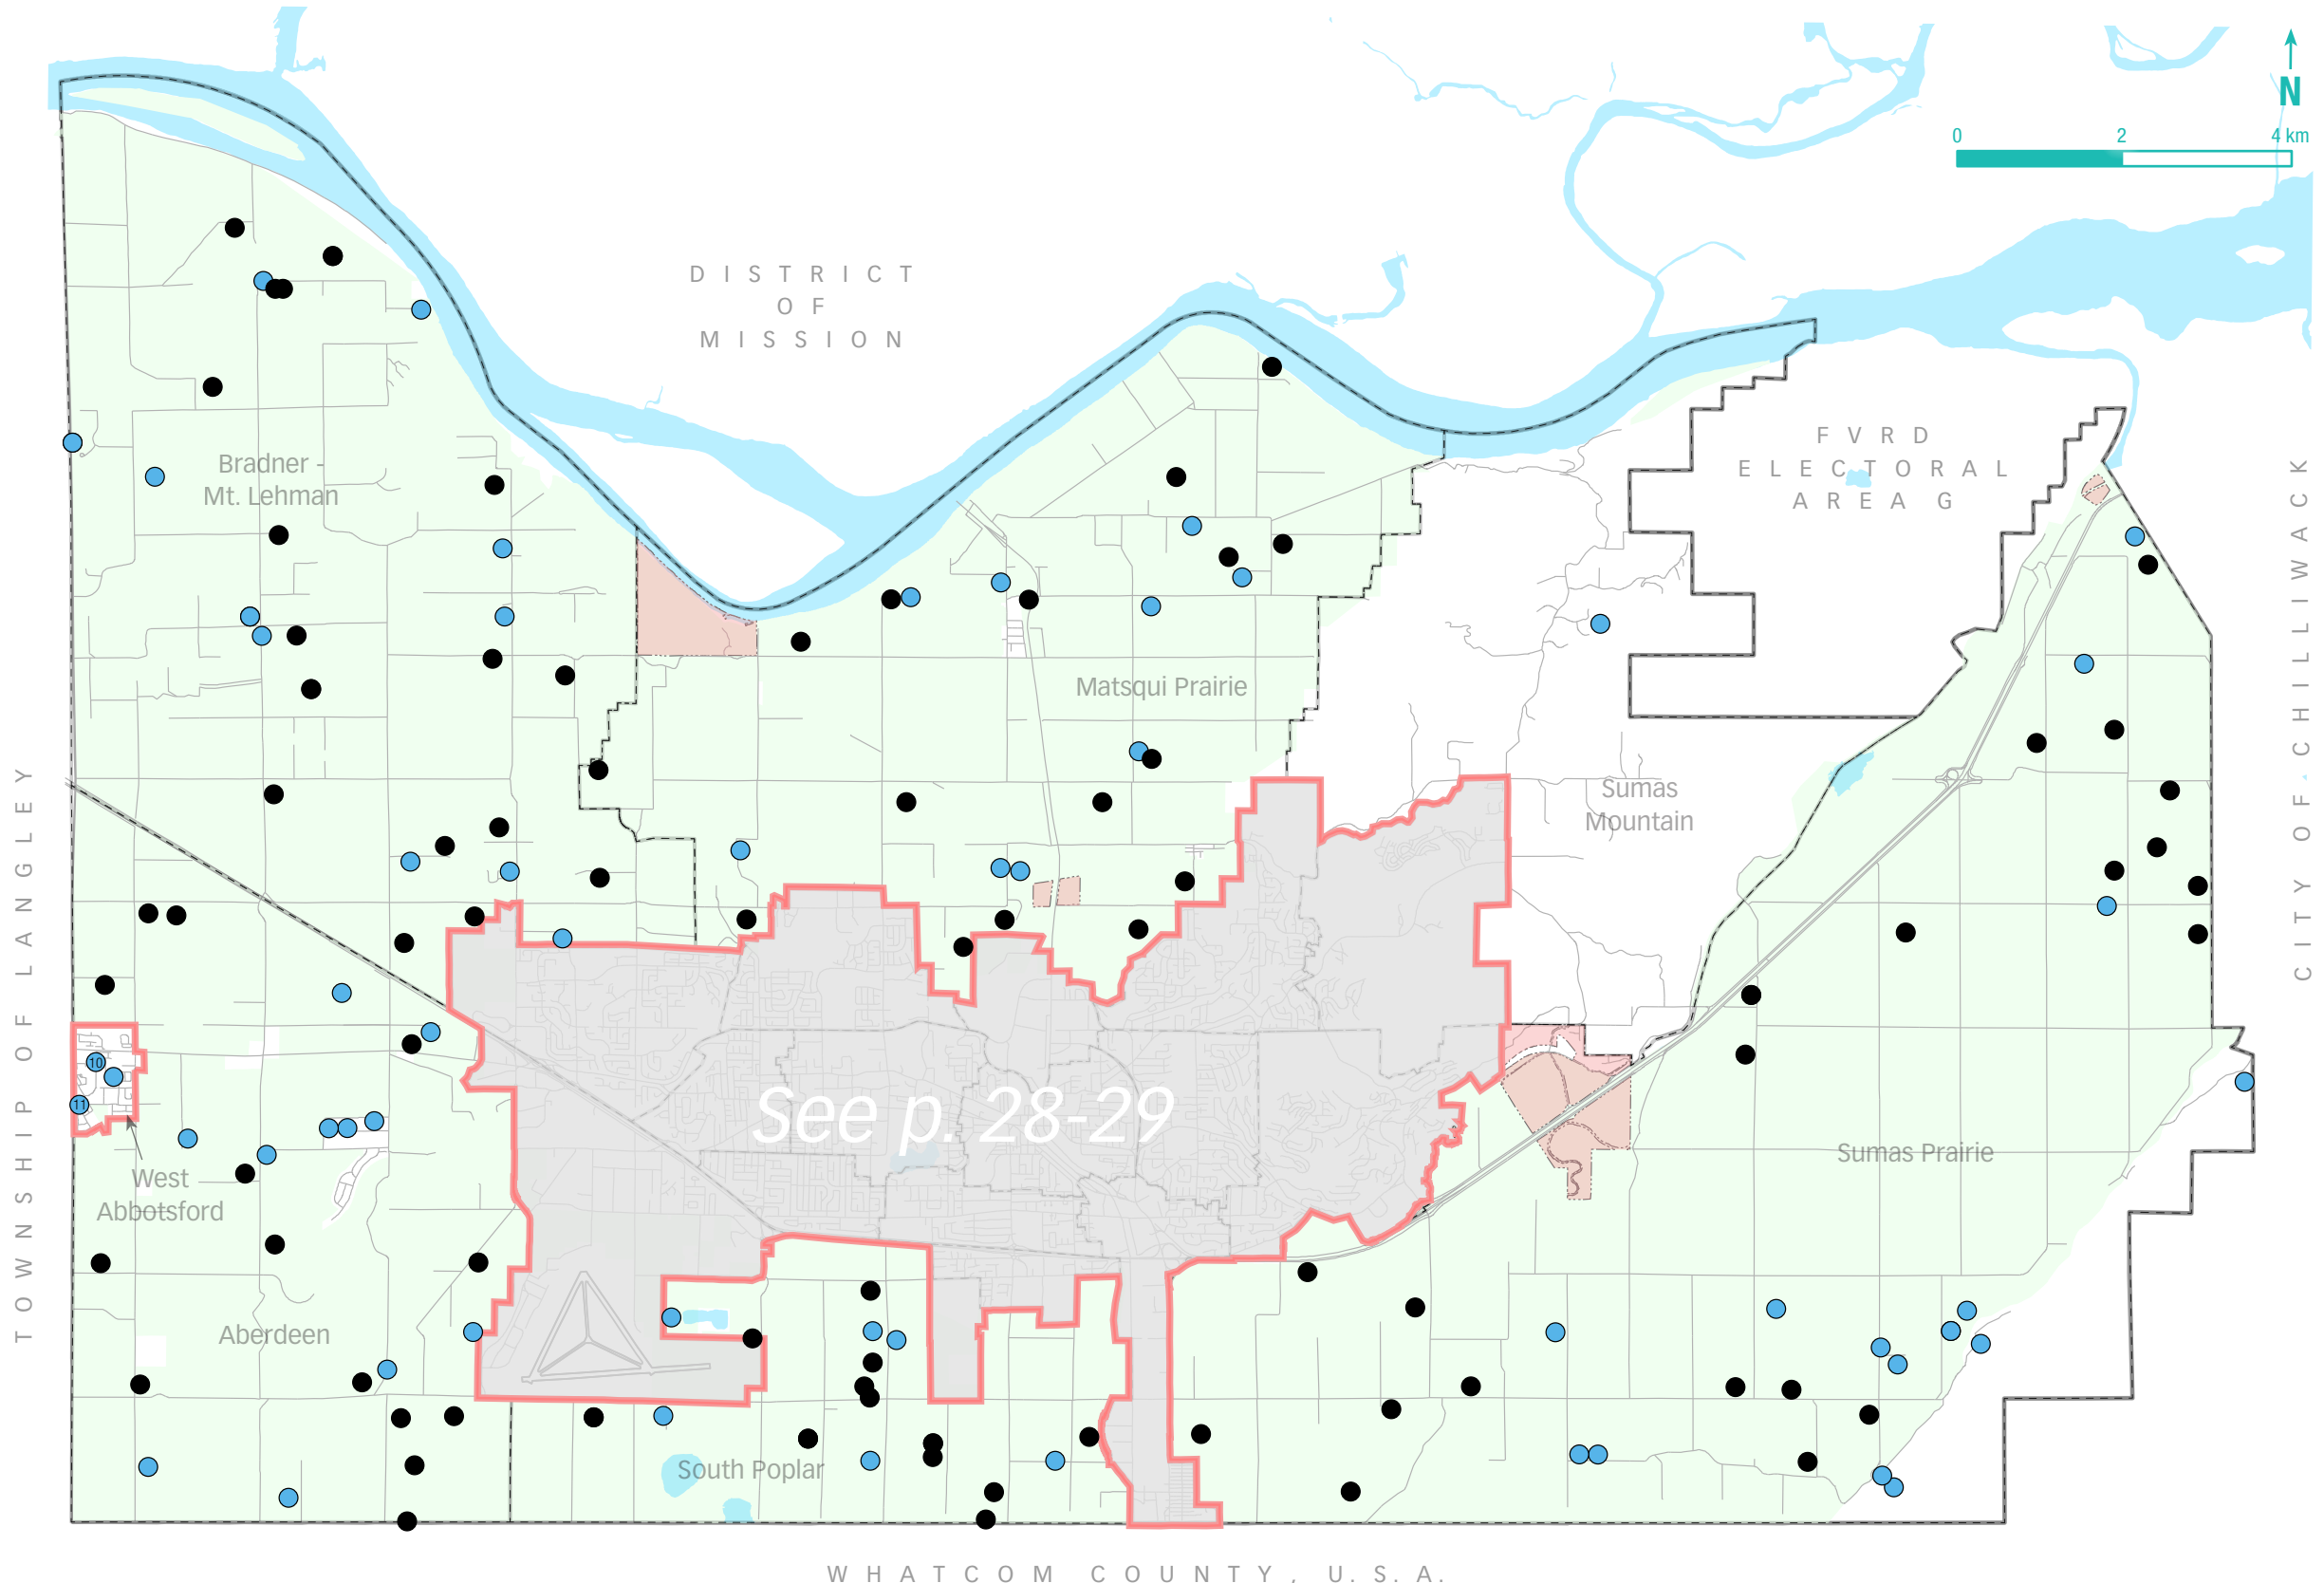 N
0 2 4 km
DISTRICT
OF
MISSION
FVRD
ELECTORAL
AREA G
CITY OF CHILLIWACK
Bradner -
Mt. Lehman
Matsqui Prairie
Sumas
Mountain
TOWNSHIP OF LANGLEY
10
11
See p. 28-29
West
Abbotsford
Sumas Prairie
Aberdeen
South Poplar
WHATCOM COUNTY, U.S.A.